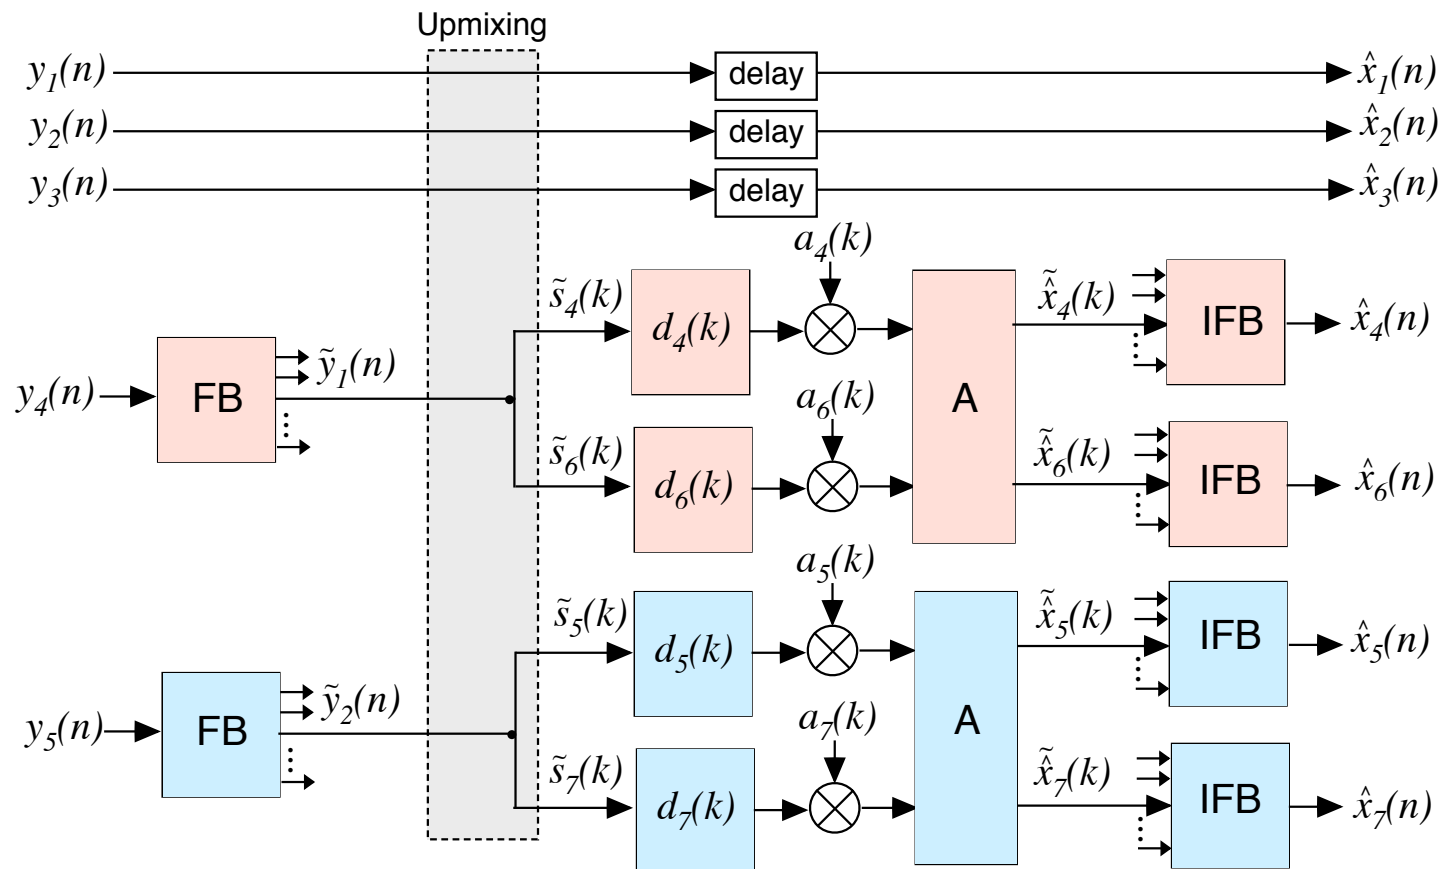 Upmixing
y₁(n) delay x̂₁(n)
y₂(n) delay x̂₂(n)
y₃(n) delay x̂₃(n)
a₄(k)
s̃₄(k) d₄(k) x̃̂₄(k) IFB x̂₄(n)
y₄(n) FB ỹ₁(n) a₆(k) A
s̃₆(k) d₆(k) x̃̂₆(k) IFB x̂₆(n)
a₅(k)
s̃₅(k) d₅(k) x̃̂₅(k) IFB x̂₅(n)
y₅(n) FB ỹ₂(n) a₇(k) A
s̃₇(k) d₇(k) x̃̂₇(k) IFB x̂₇(n)